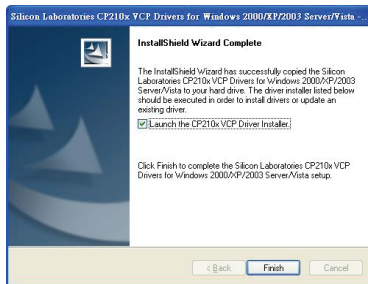 Silicon Laboratories CP210x VCP Drivers for Windows 2000/XP/2003 Server/Vista -...
InstallShield Wizard Complete
The InstallShield Wizard has successfully copied the Silicon
Laboratories CP210x VCP Drivers for Windows 2000/XP/2003
Server/Vista to your hard drive. The driver installer listed below
should be executed in order to install drivers or update an
existing driver.
Launch the CP210x VCP Driver Installer.
Click Finish to complete the Silicon Laboratories CP210x VCP
Drivers for Windows 2000/XP/2003 Server/Vista setup.
< Back
Finish
Cancel